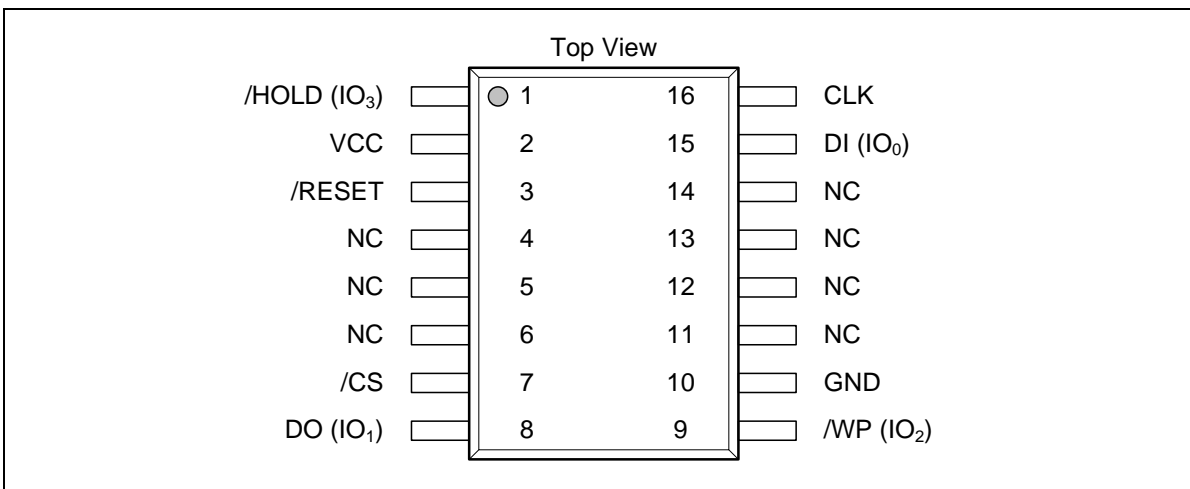 Top View
/HOLD (IO₃) 1 16 CLK
VCC 2 15 DI (IO₀)
/RESET 3 14 NC
NC 4 13 NC
NC 5 12 NC
NC 6 11 NC
/CS 7 10 GND
DO (IO₁) 8 9 /WP (IO₂)